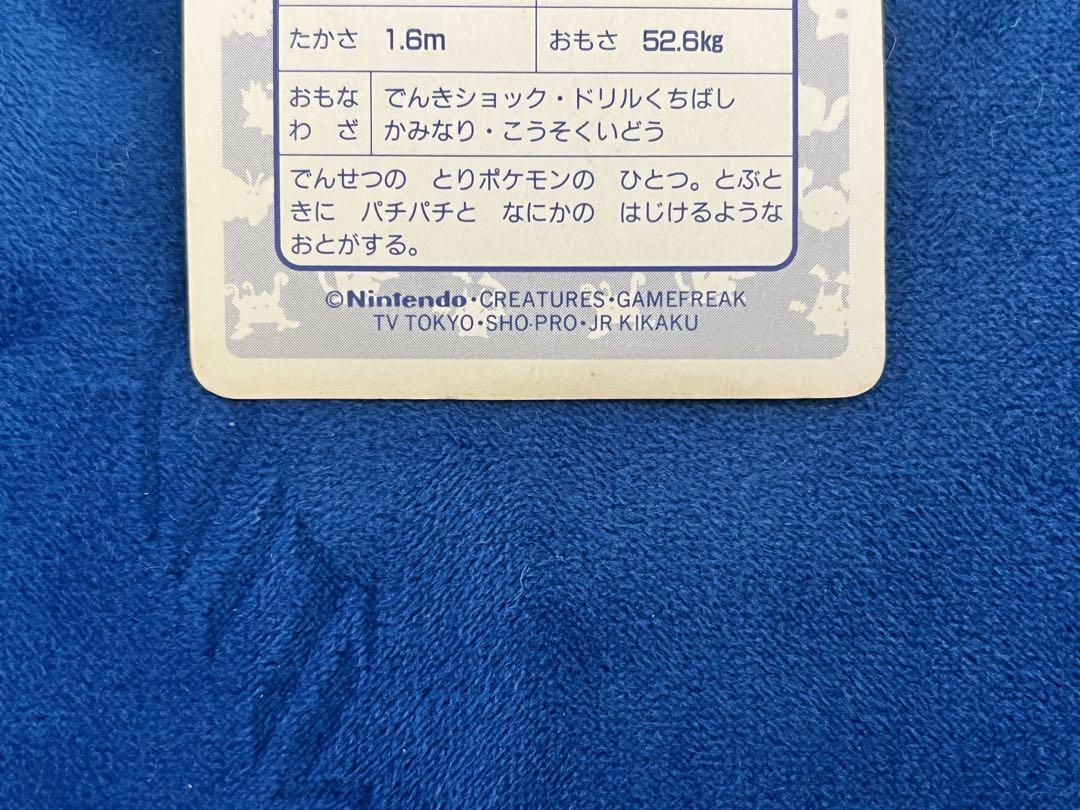 たかさ 1.6m おもさ 52.6kg
おもな でんきショック・ドリルくちばし
わざ かみなり・こうそくいどう
でんせつの とりポケモンの ひとつ。とぶと
きに パチパチと なにかの はじけるような
おとがする。
©Nintendo・CREATURES・GAMEFREAK
TV TOKYO・SHO-PRO・JR KIKAKU